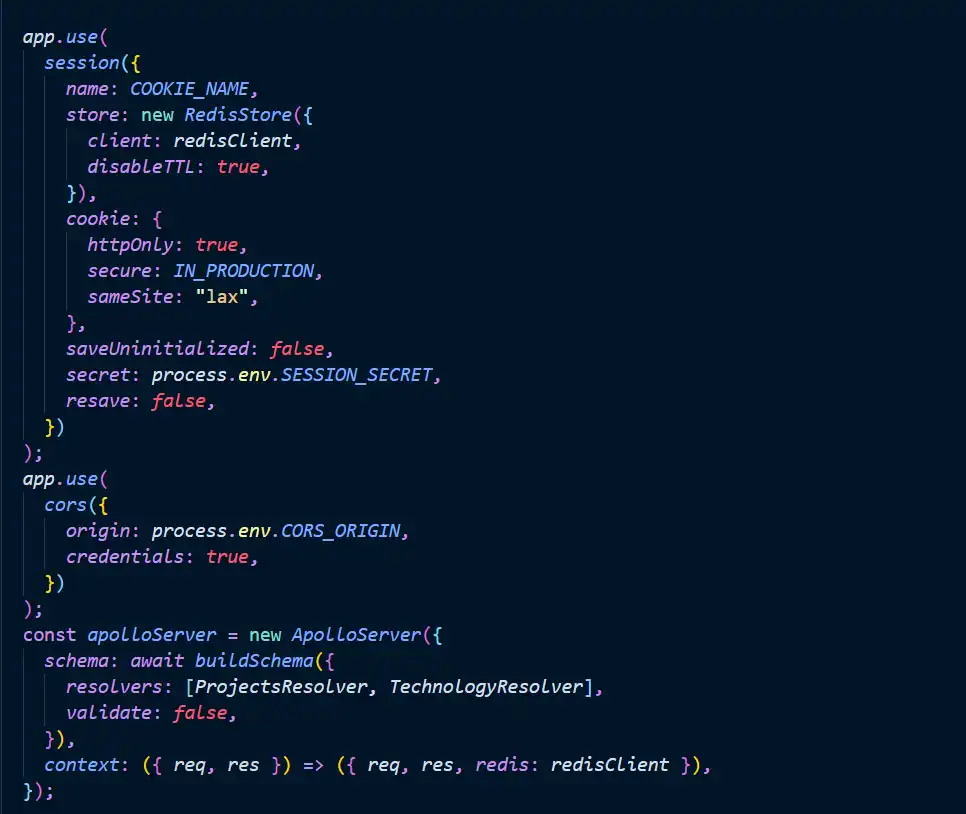 app.use(
  session({
    name: COOKIE_NAME,
    store: new RedisStore({
      client: redisClient,
      disableTTL: true,
    }),
    cookie: {
      httpOnly: true,
      secure: IN_PRODUCTION,
      sameSite: "lax",
    },
    saveUninitialized: false,
    secret: process.env.SESSION_SECRET,
    resave: false,
  })
);
app.use(
  cors({
    origin: process.env.CORS_ORIGIN,
    credentials: true,
  })
);
const apolloServer = new ApolloServer({
  schema: await buildSchema({
    resolvers: [ProjectsResolver, TechnologyResolver],
    validate: false,
  }),
  context: ({ req, res }) => ({ req, res, redis: redisClient }),
});